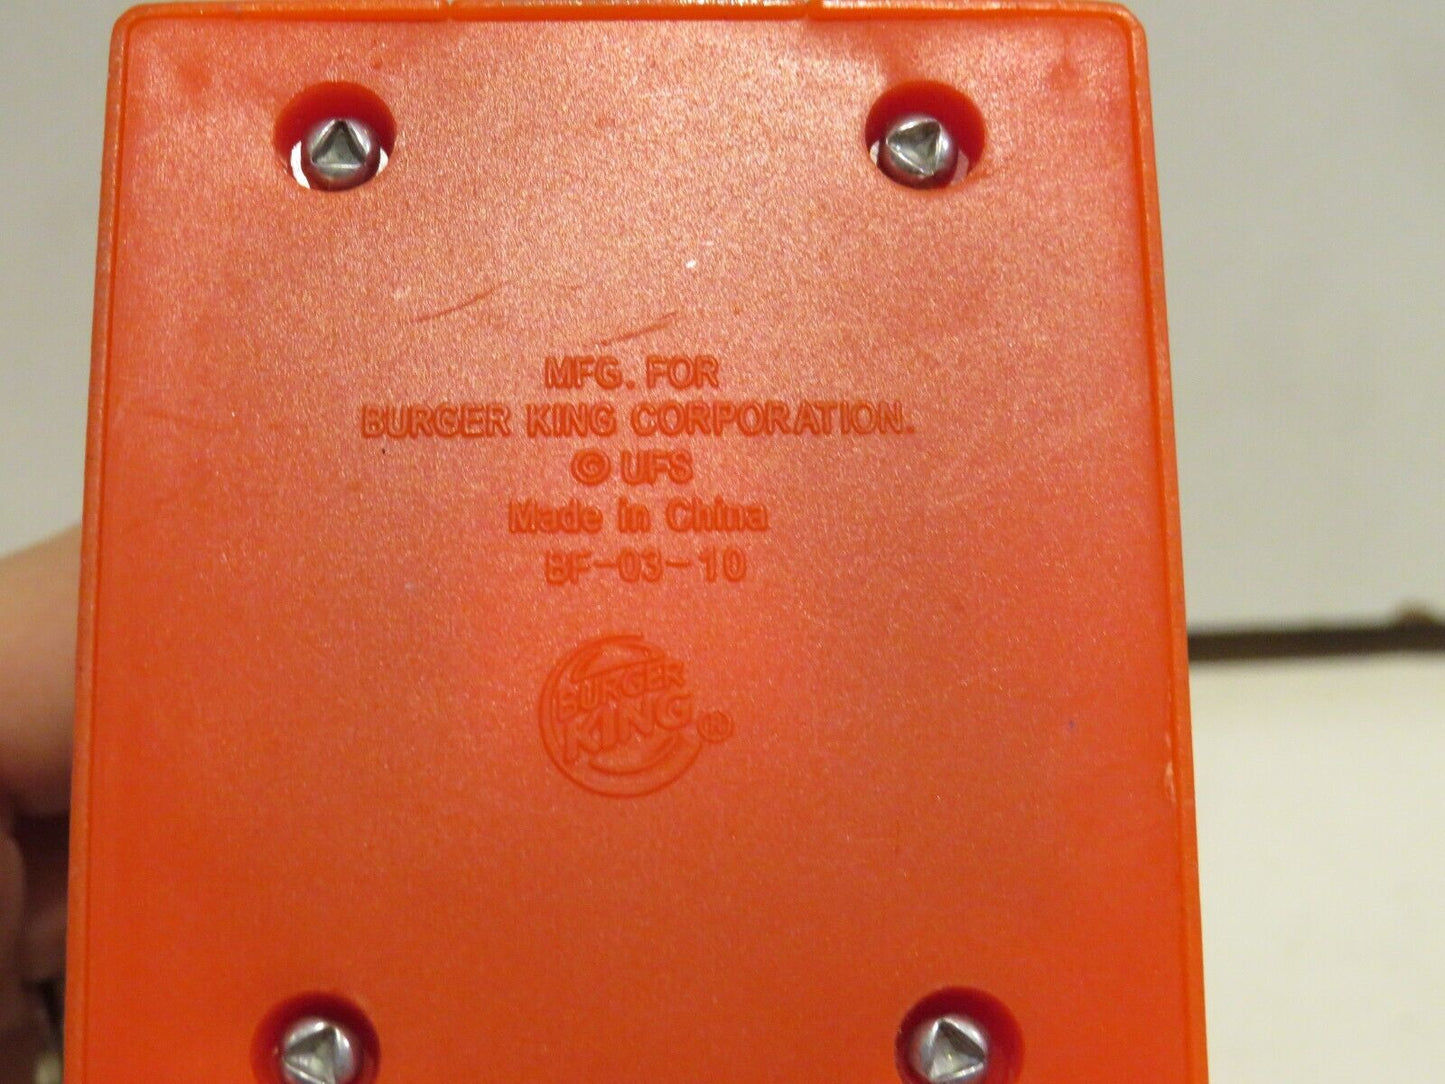 MFG. FOR
BURGER KING CORPORATION.
© UFS
Made in China
BF-03-10
BURGER
KING®